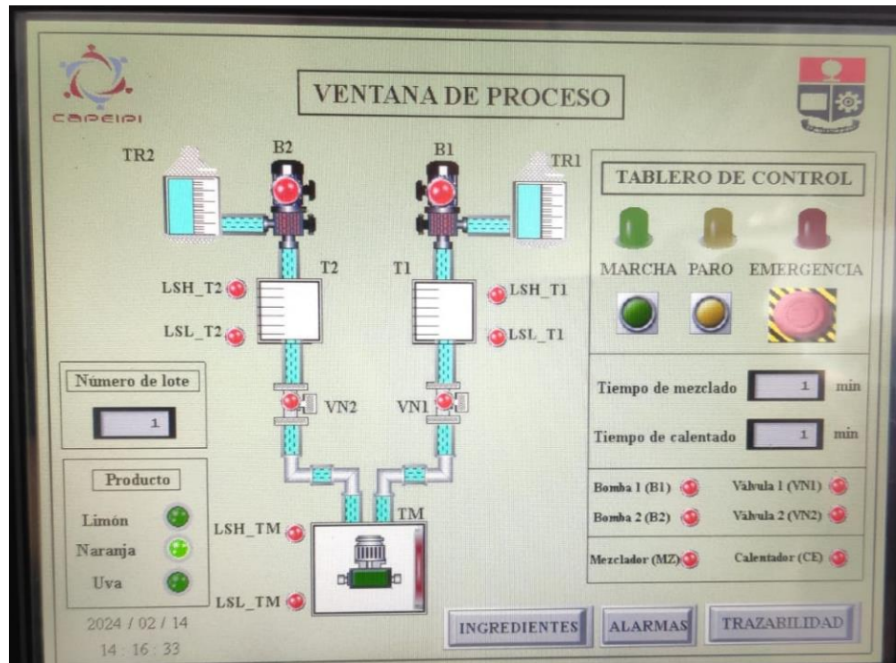 CAPEIPI
VENTANA DE PROCESO
TR2
B2
B1
TR1
LSH_T2
T2
T1
LSH_T1
LSL_T2
LSL_T1
VN2
VN1
LSH_TM
TM
LSL_TM
Número de lote
1
Producto
Limón
Naranja
Uva
2024 / 02 / 14
14 : 16 : 33
TABLERO DE CONTROL
MARCHA PARO EMERGENCIA
Tiempo de mezclado 1 min
Tiempo de calentado 1 min
Bomba 1 (B1) Válvula 1 (VN1)
Bomba 2 (B2) Válvula 2 (VN2)
Mezclador (MZ) Calentador (CE)
INGREDIENTES ALARMAS TRAZABILIDAD